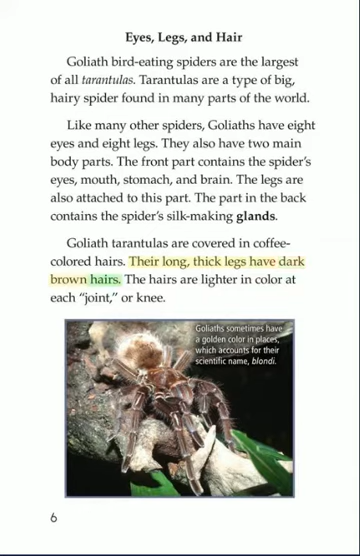 Eyes, Legs, and Hair
Goliath bird-eating spiders are the largest
of all tarantulas. Tarantulas are a type of big,
hairy spider found in many parts of the world.
Like many other spiders, Goliaths have eight
eyes and eight legs. They also have two main
body parts. The front part contains the spider's
eyes, mouth, stomach, and brain. The legs are
also attached to this part. The part in the back
contains the spider's silk-making glands.
Goliath tarantulas are covered in coffee-
colored hairs. Their long, thick legs have dark
brown hairs. The hairs are lighter in color at
each “joint,” or knee.
Goliaths sometimes have
a golden color in places,
which accounts for their
scientific name, blondi.
6